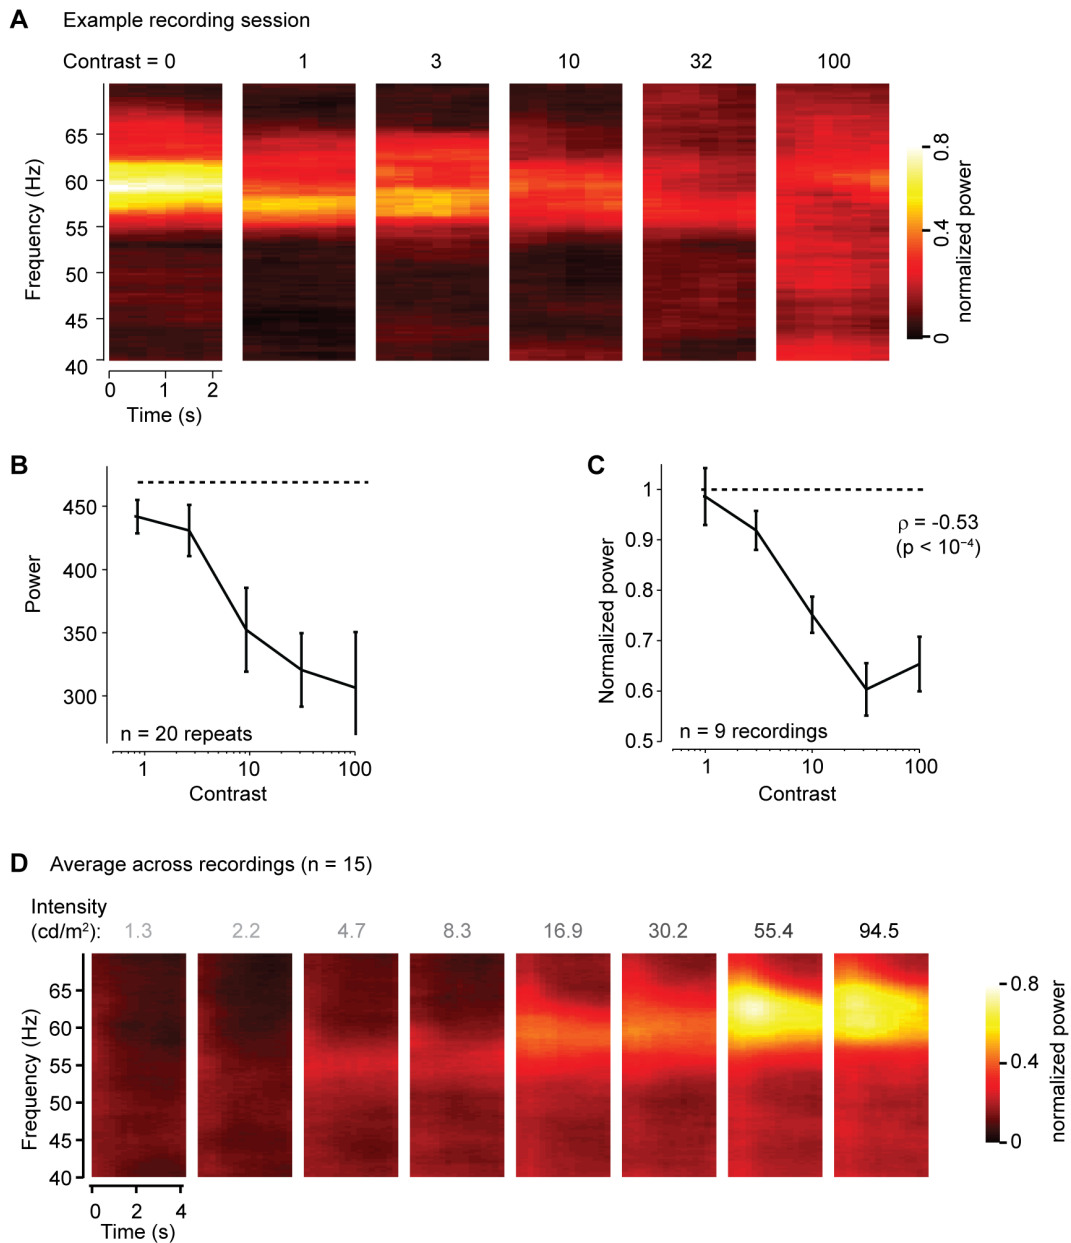 A Example recording session
Contrast = 0 1 3 10 32 100
Frequency (Hz)
65
60
55
50
45
40
0 1 2
Time (s)
0.8
0.4
0
normalized power
B
Power
450
400
350
300
n = 20 repeats
1 10 100
Contrast
C
Normalized power
1
0.9
0.8
0.7
0.6
0.5
ρ = -0.53
(p < 10⁻⁴)
n = 9 recordings
1 10 100
Contrast
D Average across recordings (n = 15)
Intensity
(cd/m²): 1.3 2.2 4.7 8.3 16.9 30.2 55.4 94.5
Frequency (Hz)
65
60
55
50
45
40
0 2 4
Time (s)
0.8
0.4
0
normalized power